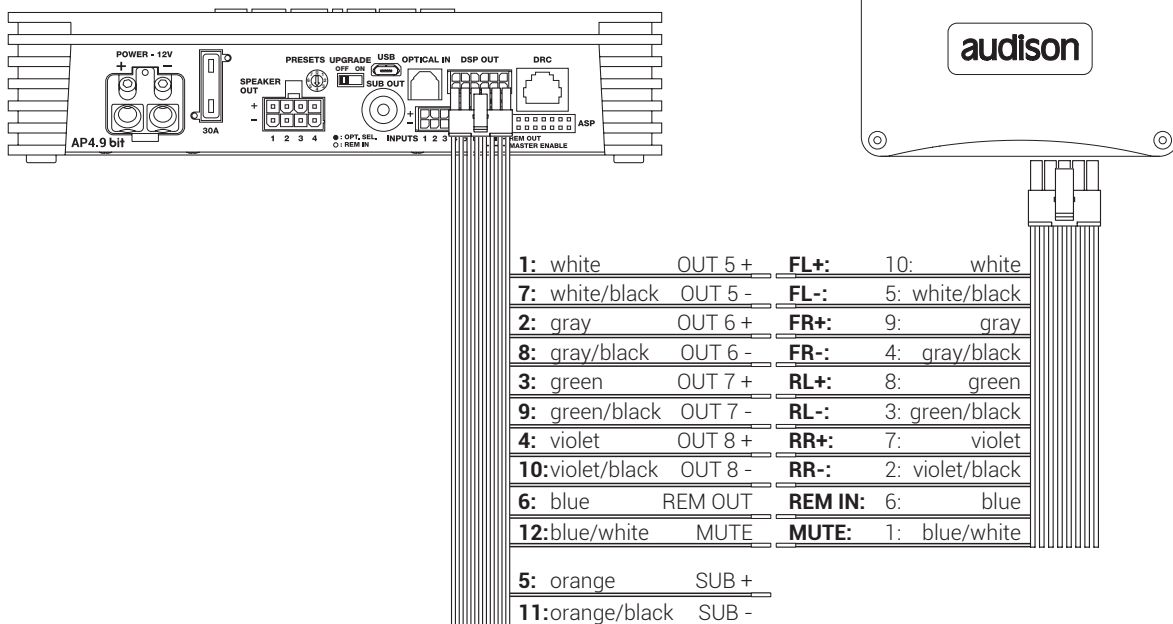 POWER - 12V
+ -
30A
AP4.9 bit
SPEAKER OUT
+
-
1 2 3 4
PRESETS
UPGRADE
OFF ON
USB
SUB OUT
OPTICAL IN
DSP OUT
DRC
● : OPT. SEL.
○ : REM IN
INPUTS 1 2 3
+
-
ASP
REM OUT
MASTER ENABLE
audison
1: white OUT 5 + FL+: 10: white
7: white/black OUT 5 - FL-: 5: white/black
2: gray OUT 6 + FR+: 9: gray
8: gray/black OUT 6 - FR-: 4: gray/black
3: green OUT 7 + RL+: 8: green
9: green/black OUT 7 - RL-: 3: green/black
4: violet OUT 8 + RR+: 7: violet
10: violet/black OUT 8 - RR-: 2: violet/black
6: blue REM OUT REM IN: 6: blue
12: blue/white MUTE MUTE: 1: blue/white
5: orange SUB +
11: orange/black SUB -